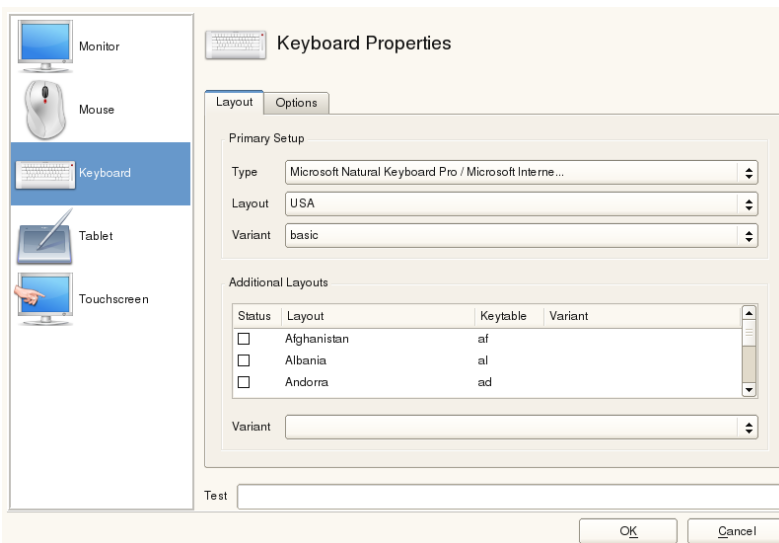 Monitor
Mouse
Keyboard
Tablet
Touchscreen
Keyboard Properties
Layout Options
Primary Setup
Type Microsoft Natural Keyboard Pro / Microsoft Interne...
Layout USA
Variant basic
Additional Layouts
Status Layout Keytable Variant
Afghanistan af
Albania al
Andorra ad
Variant
Test
OK Cancel